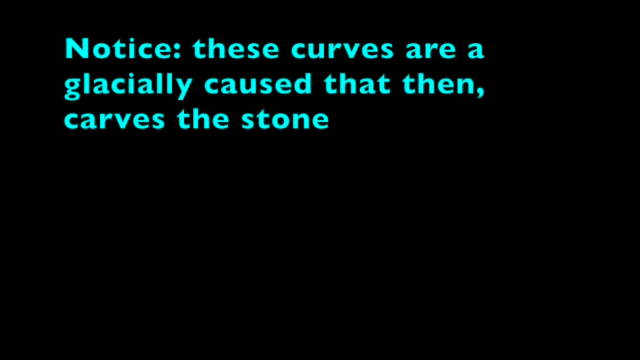 Notice: these curves are a
glacially caused that then,
carves the stone